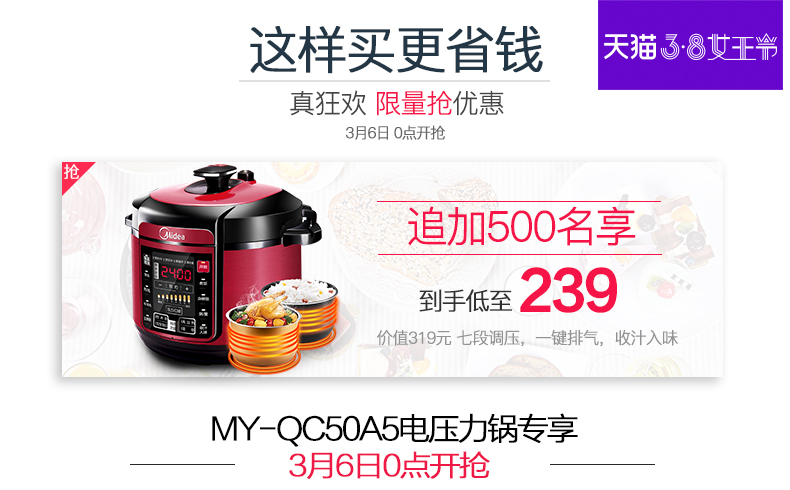 这样买更省钱
天猫 3·8女王节
真狂欢 限量抢优惠
3月6日 0点开抢
抢
Midea
2400
追加500名享
到手低至 239
价值319元 七段调压，一键排气，收汁入味
MY-QC50A5电压力锅专享
3月6日0点开抢